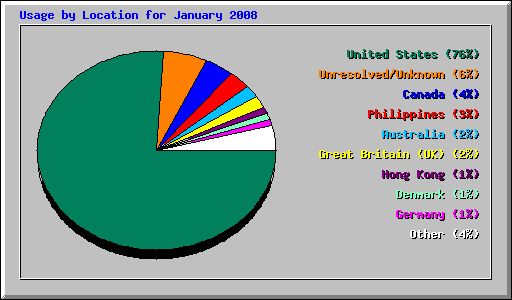 Usage by Location for January 2008
United States (76%)
Unresolved/Unknown (6%)
Canada (4%)
Philippines (3%)
Australia (2%)
Great Britain (UK) (2%)
Hong Kong (1%)
Denmark (1%)
Germany (1%)
Other (4%)